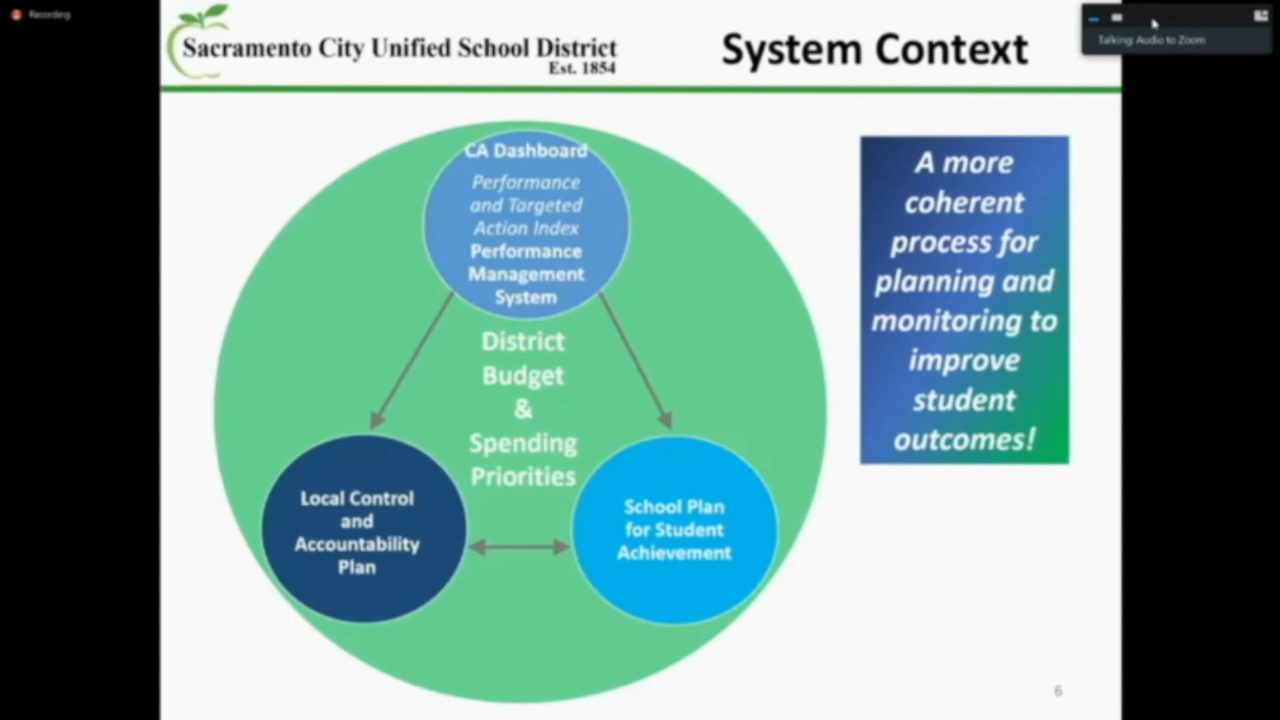 Recording
Talking: Audio to Zoom
Sacramento City Unified School District
Est. 1854
System Context
CA Dashboard
Performance
and Targeted
Action Index
Performance
Management
System
District
Budget
&
Spending
Priorities
Local Control
and
Accountability
Plan
School Plan
for Student
Achievement
A more
coherent
process for
planning and
monitoring to
improve
student
outcomes!
6